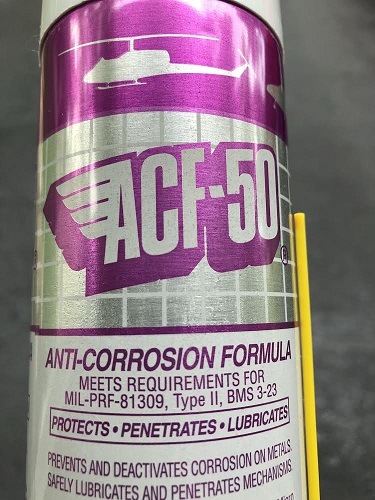 ACF-50
®
ANTI-CORROSION FORMULA
MEETS REQUIREMENTS FOR
MIL-PRF-81309, Type II, BMS 3-23
PROTECTS • PENETRATES • LUBRICATES
PREVENTS AND DEACTIVATES CORROSION ON METALS.
SAFELY LUBRICATES AND PENETRATES MECHANISMS.